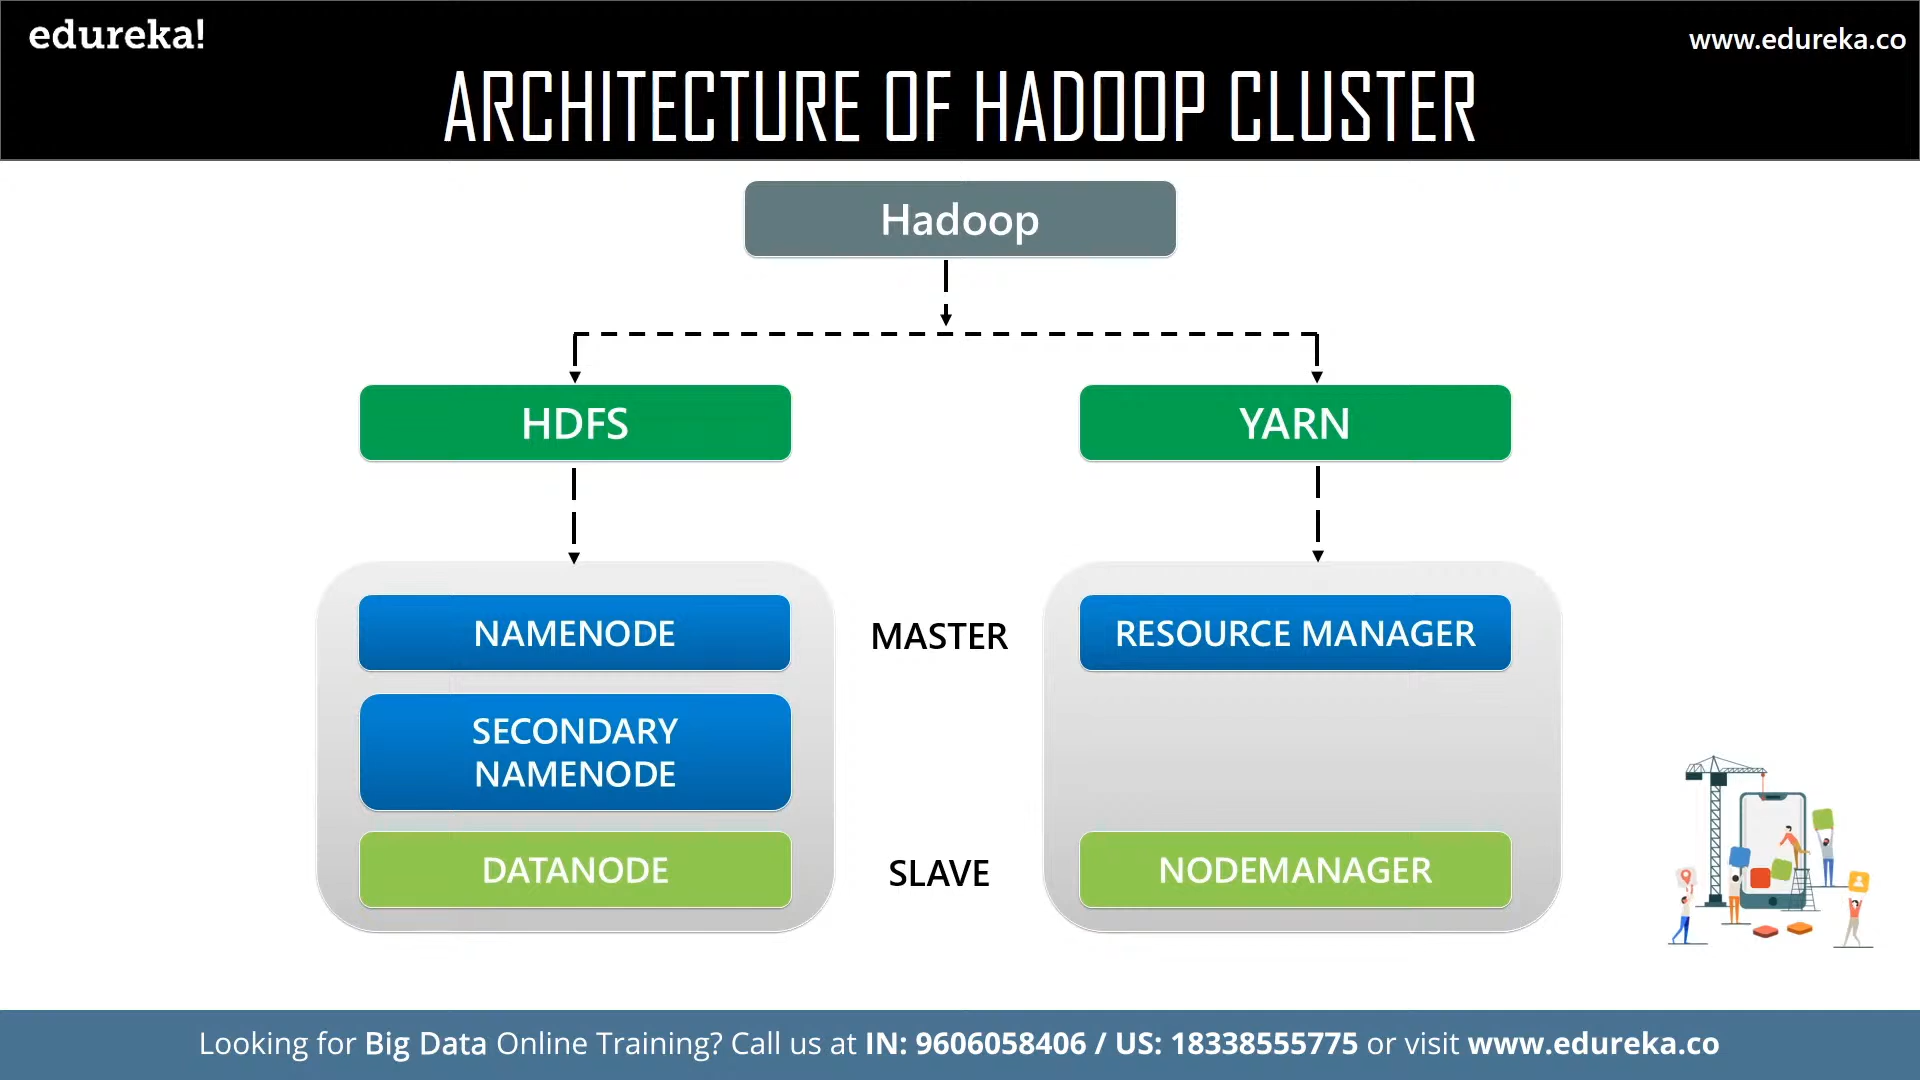 edureka!
www.edureka.co
ARCHITECTURE OF HADOOP CLUSTER
Hadoop
HDFS
YARN
NAMENODE
MASTER
RESOURCE MANAGER
SECONDARY
NAMENODE
DATANODE
SLAVE
NODEMANAGER
Looking for Big Data Online Training? Call us at IN: 9606058406 / US: 18338555775 or visit www.edureka.co